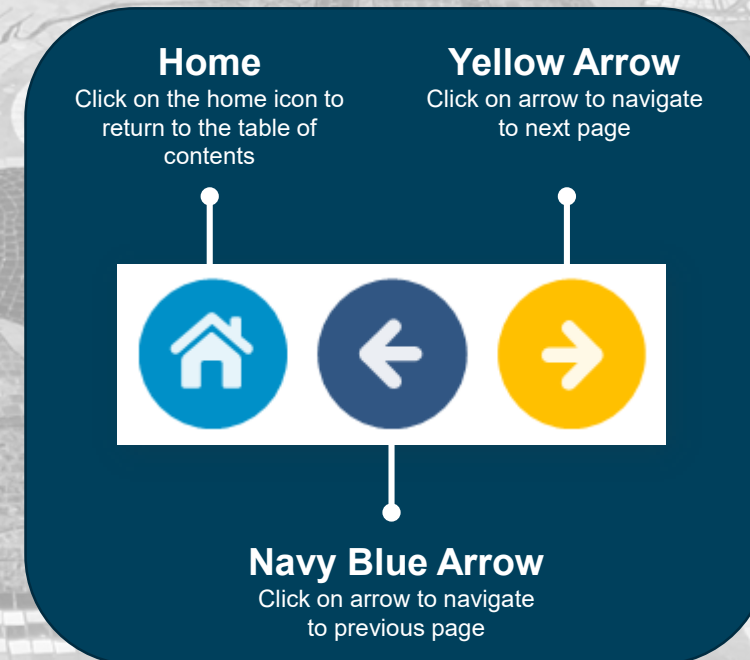 Home
Click on the home icon to
return to the table of
contents
Yellow Arrow
Click on arrow to navigate
to next page
Navy Blue Arrow
Click on arrow to navigate
to previous page